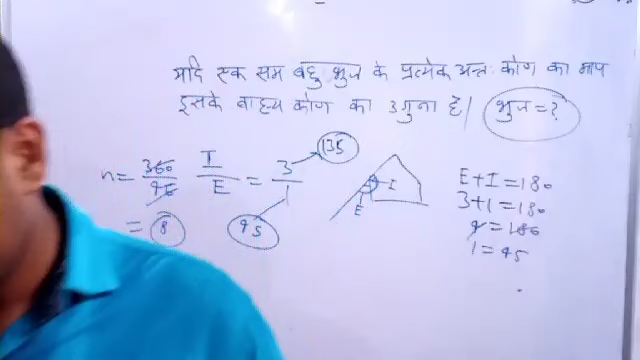 यदि एक सम बहु भुज के प्रत्येक अन्तः कोण का माप
इसके बाह्य कोण का 3 गुना है| भुज = ?
n = 360/45 I/E = 3/1 135
= 8 45
I
E
E+I = 180
3+1 = 180
4 = 180
1 = 45